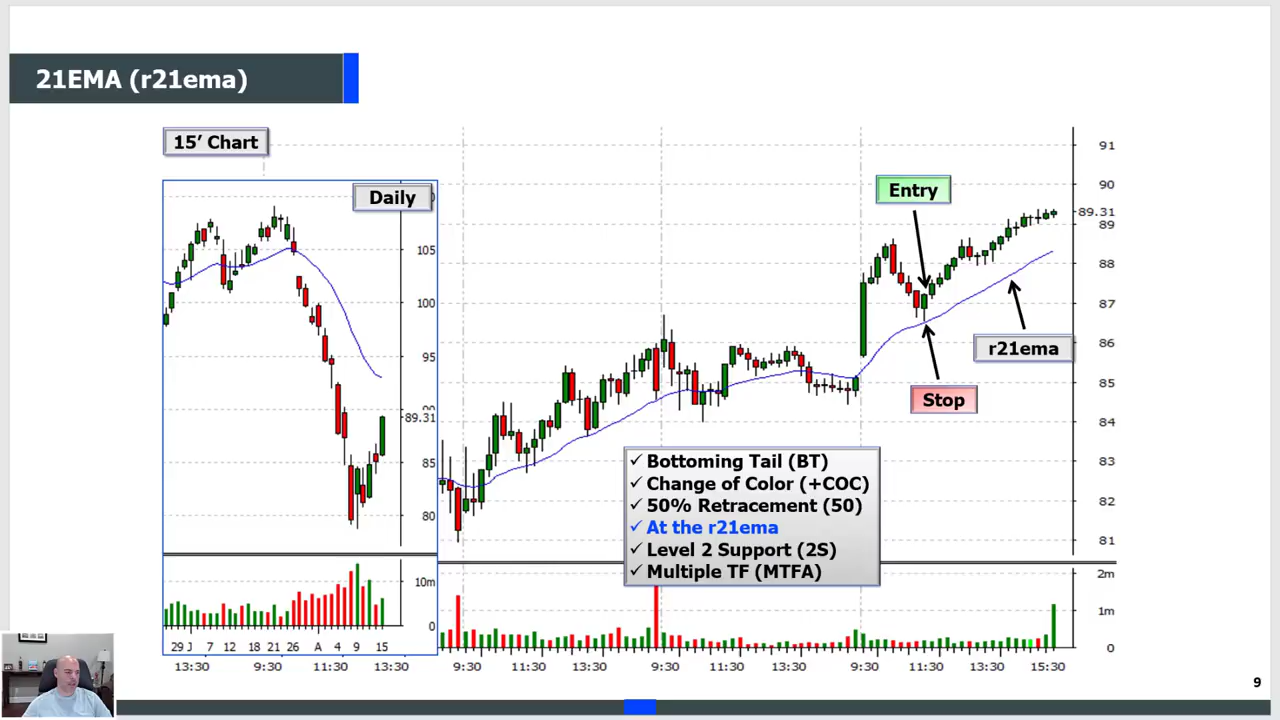 21EMA (r21ema)
15’ Chart
Daily
105
100
95
90
89.31
85
80
10m
0
29 J 7 12 18 21 26 A 4 9 15
13:30 9:30 11:30 13:30
Entry
Stop
r21ema
91
90
89.31
89
88
87
86
85
84
83
82
81
2m
1m
0
✓ Bottoming Tail (BT)
✓ Change of Color (+COC)
✓ 50% Retracement (50)
✓ At the r21ema
✓ Level 2 Support (2S)
✓ Multiple TF (MTFA)
9:30 11:30 13:30 9:30 11:30 13:30 9:30 11:30 13:30 15:30
9